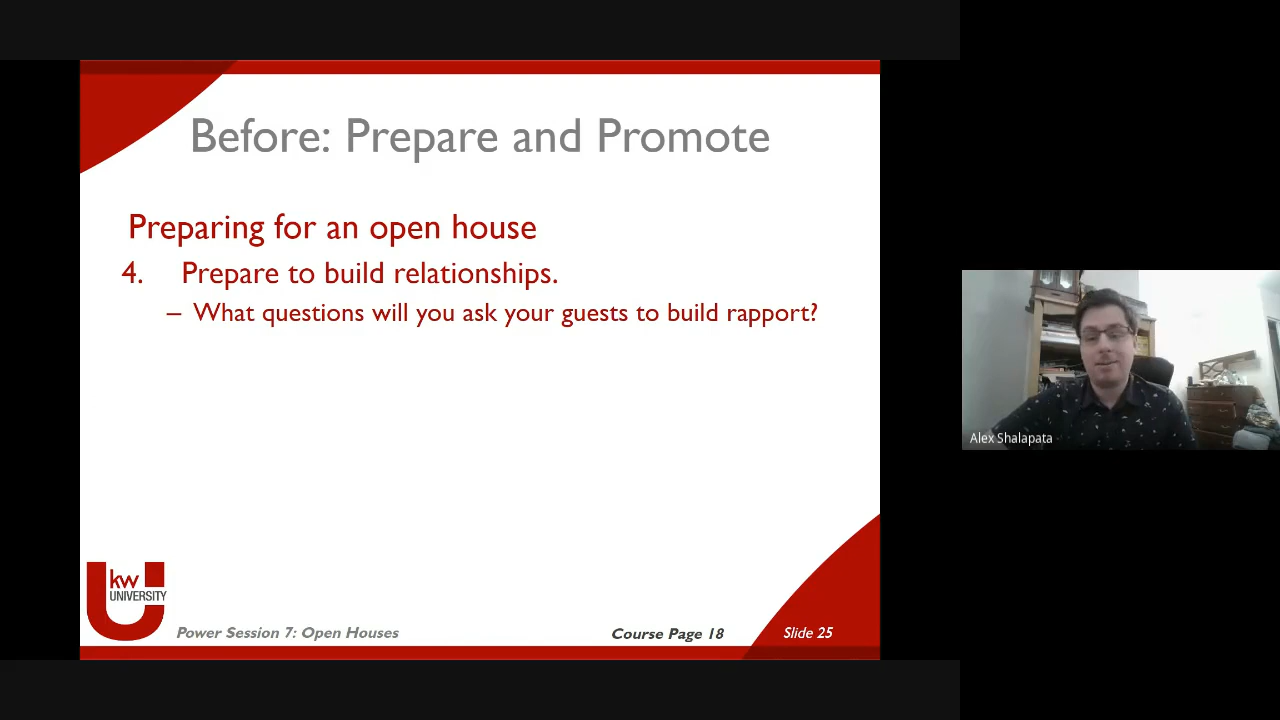 Before: Prepare and Promote
Preparing for an open house
4. Prepare to build relationships.
– What questions will you ask your guests to build rapport?
Alex Shalapata
kw
UNIVERSITY
Power Session 7: Open Houses
Course Page 18
Slide 25